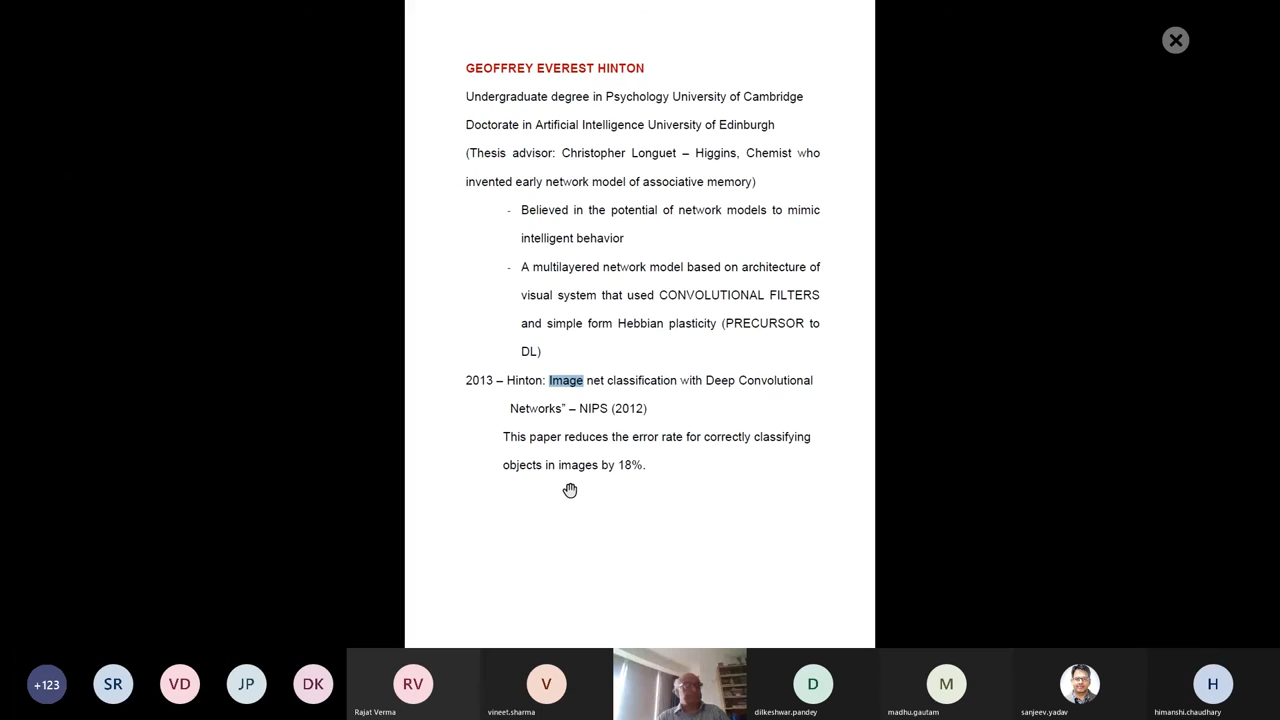 GEOFFREY EVEREST HINTON
Undergraduate degree in Psychology University of Cambridge
Doctorate in Artificial Intelligence University of Edinburgh
(Thesis advisor: Christopher Longuet – Higgins, Chemist who
invented early network model of associative memory)
- Believed in the potential of network models to mimic
intelligent behavior
- A multilayered network model based on architecture of
visual system that used CONVOLUTIONAL FILTERS
and simple form Hebbian plasticity (PRECURSOR to
DL)
2013 – Hinton: Image net classification with Deep Convolutional
Networks” – NIPS (2012)
This paper reduces the error rate for correctly classifying
objects in images by 18%.
+123
SR
VD
JP
DK
RV
V
D
M
H
Rajat Verma
vineet.sharma
dilkeshwar.pandey
madhu.gautam
sanjeev.yadav
himanshi.chaudhary